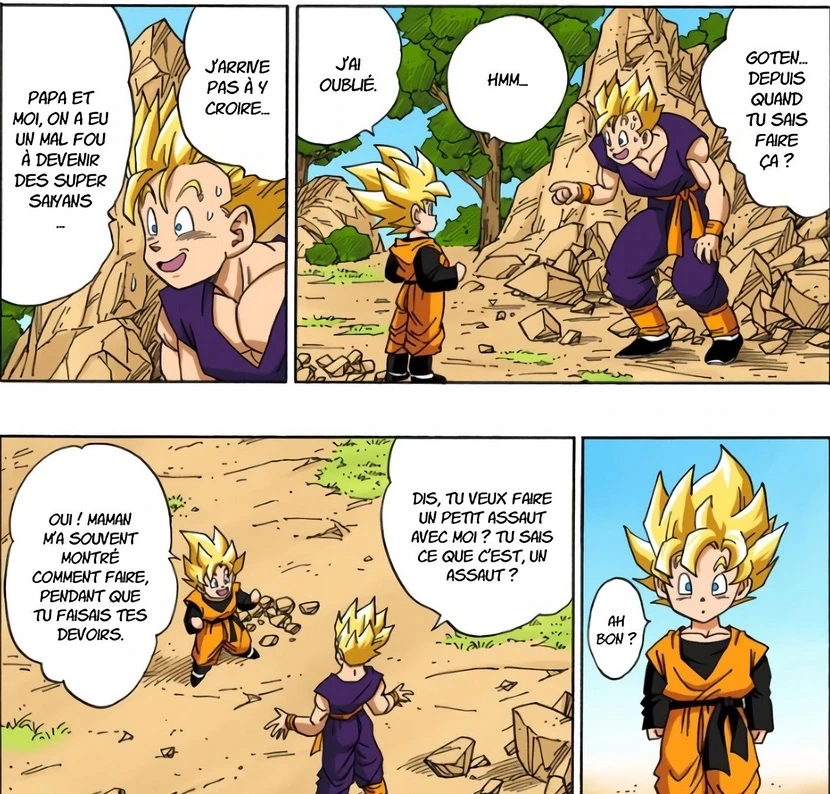 GOTEN...
DEPUIS
QUAND
TU SAIS
FAIRE
ÇA ?
HMM...
J'AI
OUBLIÉ.
J'ARRIVE
PAS À Y
CROIRE...
PAPA ET
MOI, ON A EU
UN MAL FOU
À DEVENIR
DES SUPER
SAIYANS
...
AH
BON ?
DIS, TU VEUX FAIRE
UN PETIT ASSAUT
AVEC MOI ? TU SAIS
CE QUE C'EST, UN
ASSAUT ?
OUI ! MAMAN
M'A SOUVENT
MONTRÉ
COMMENT FAIRE,
PENDANT QUE
TU FAISAIS TES
DEVOIRS.